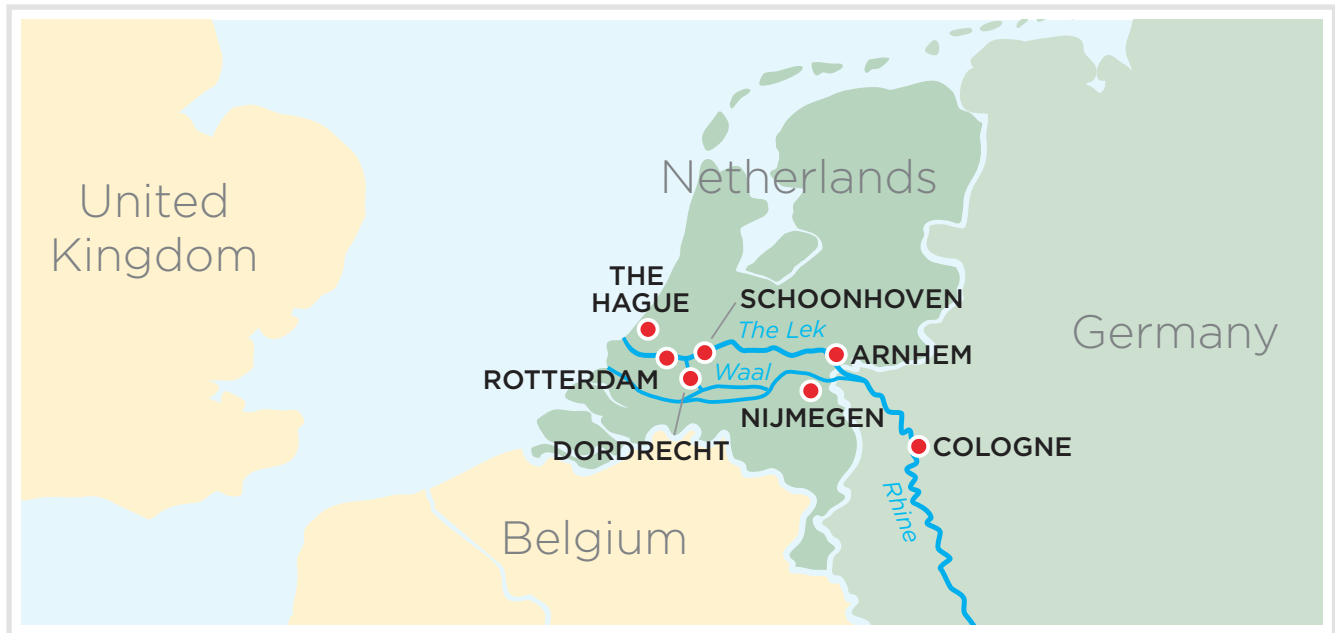 Netherlands
United
Kingdom
THE
HAGUE
SCHOONHOVEN
The Lek
Germany
ARNHEM
ROTTERDAM
Waal
NIJMEGEN
DORDRECHT
COLOGNE
Rhine
Belgium